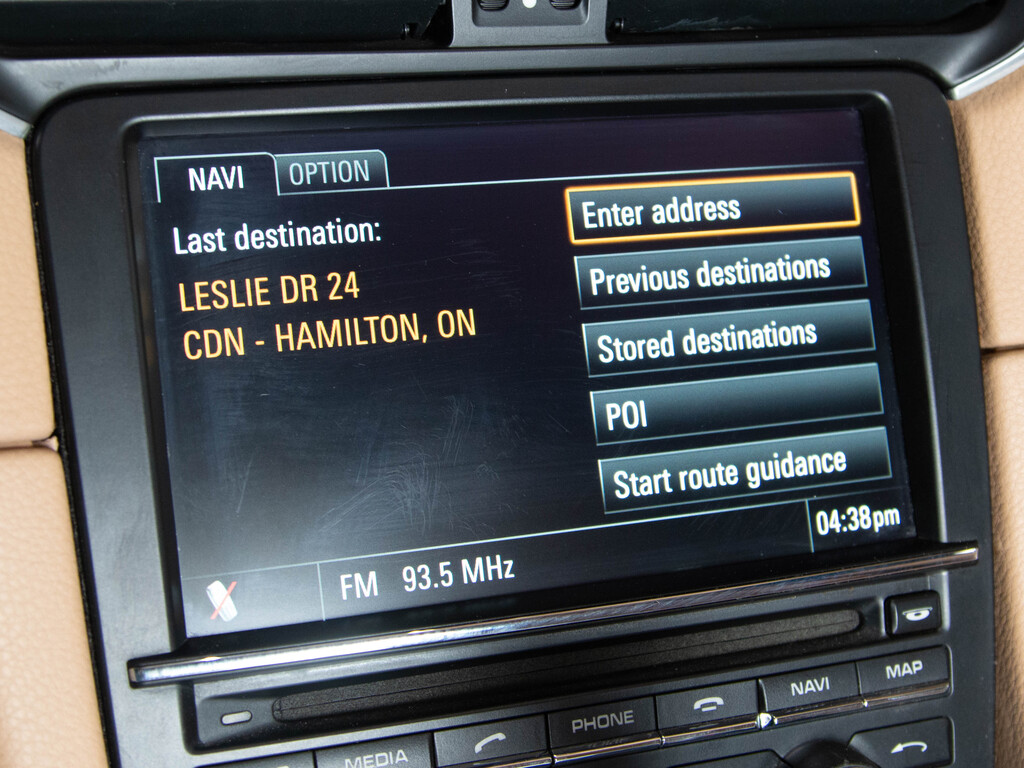 NAVI
OPTION
Last destination:
LESLIE DR 24
CDN - HAMILTON, ON
Enter address
Previous destinations
Stored destinations
POI
Start route guidance
FM 93.5 MHz
04:38pm
MEDIA
PHONE
NAVI
MAP